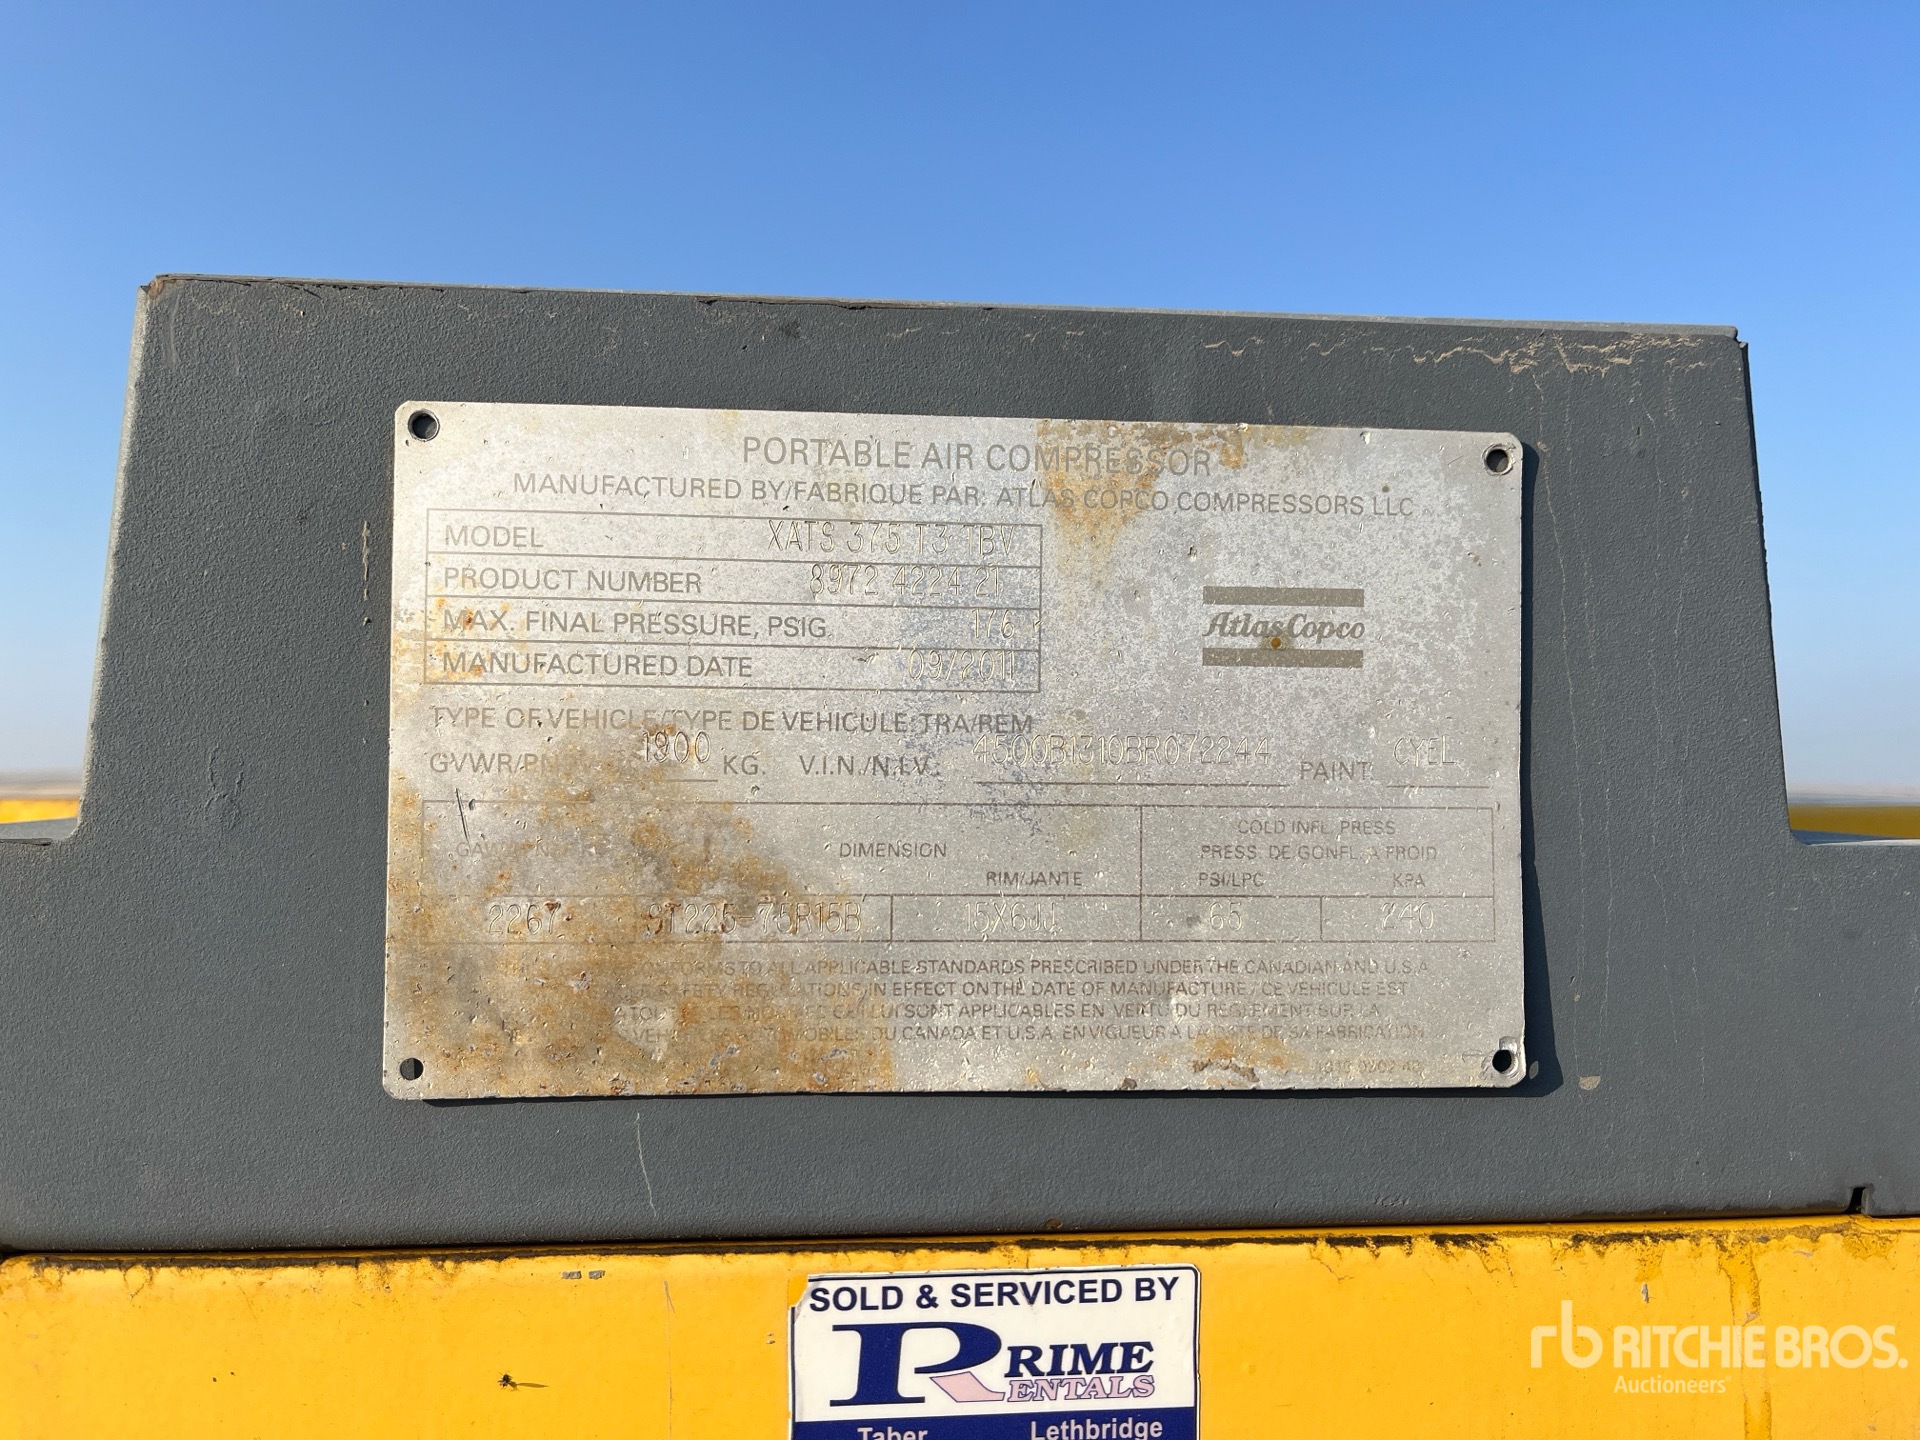 PORTABLE AIR COMPRESSOR
MANUFACTURED BY/FABRIQUE PAR: ATLAS COPCO COMPRESSORS LLC
MODEL XATS 375 T3 TBV
PRODUCT NUMBER 8972 4224 21
MAX. FINAL PRESSURE, PSIG 176
MANUFACTURED DATE 09/2011
Atlas Copco
TYPE OF VEHICLE/TYPE DE VEHICULE: TRA/REM
GVWR/ 1900 KG. V.I.N./N.I.V. 4500B1310BR072244 PAINT CYEL
COLD INFL. PRESS
DIMENSION PRESS. DE GONFL. A FROID
RIM/JANTE PSI/LPC KPA
2267 ST225-75R15B 15X6JJ 65 240
CONFORMS TO ALL APPLICABLE STANDARDS PRESCRIBED UNDER THE CANADIAN AND U.S.A.
SAFETY REGULATIONS IN EFFECT ON THE DATE OF MANUFACTURE / CE VEHICULE EST
SONT APPLICABLES EN VERTU DU REGLEMENT SUR LA
DU CANADA ET U.S.A. EN VIGUEUR A LA DATE DE SA FABRICATION
SOLD & SERVICED BY
PRIME
RENTALS
Taber Lethbridge
rb RITCHIE BROS.
Auctioneers